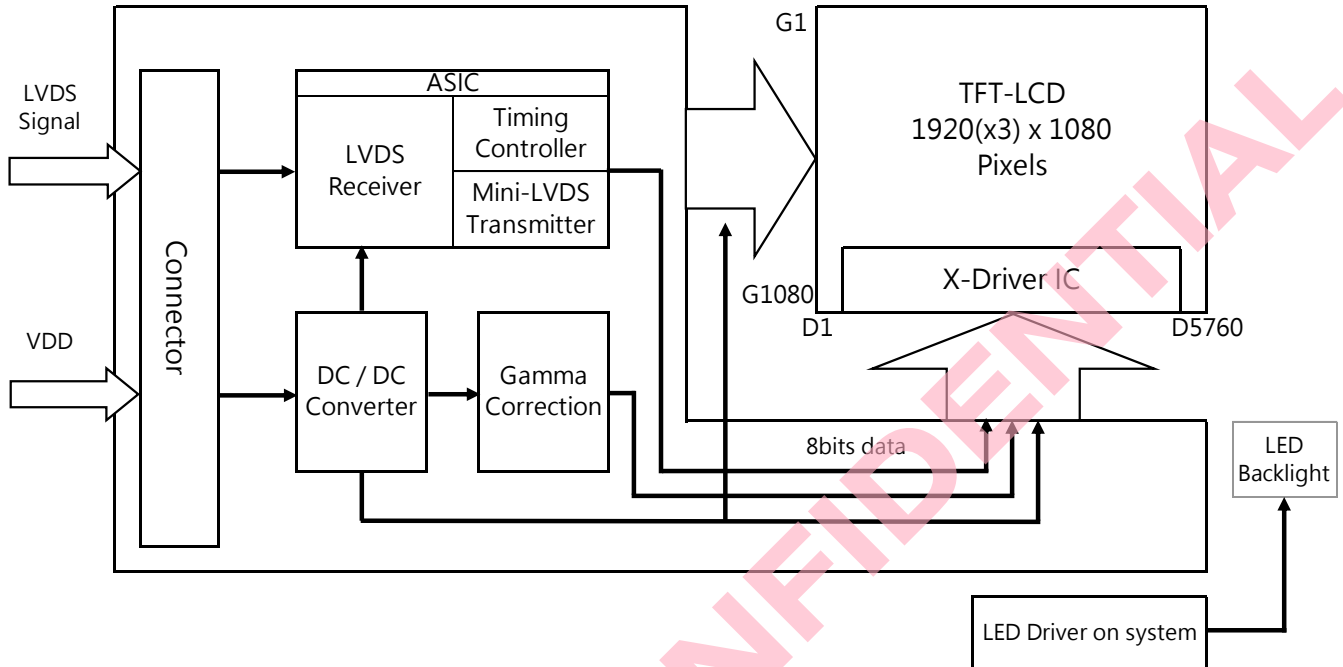 LVDS
Signal
VDD
Connector
ASIC
LVDS
Receiver
Timing
Controller
Mini-LVDS
Transmitter
DC / DC
Converter
Gamma
Correction
8bits data
G1
G1080
TFT-LCD
1920(x3) x 1080
Pixels
X-Driver IC
D1
D5760
LED
Backlight
LED Driver on system
NFIDENTIAL